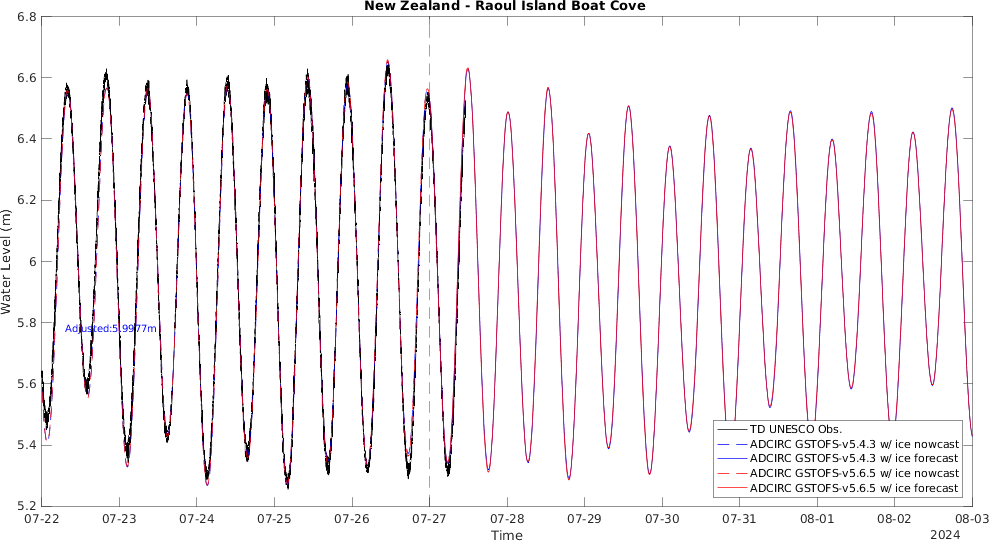 New Zealand - Raoul Island Boat Cove
Water Level (m)
6.8
6.6
6.4
6.2
6
5.8
5.6
5.4
5.2
Adjusted:5.9977m
TD UNESCO Obs.
ADCIRC GSTOFS-v5.4.3 w/ ice nowcast
ADCIRC GSTOFS-v5.4.3 w/ ice forecast
ADCIRC GSTOFS-v5.6.5 w/ ice nowcast
ADCIRC GSTOFS-v5.6.5 w/ ice forecast
07-22 07-23 07-24 07-25 07-26 07-27 07-28 07-29 07-30 07-31 08-01 08-02 08-03
Time
2024